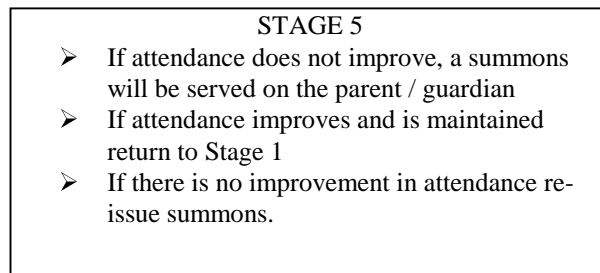 STAGE 5
➢ If attendance does not improve, a summons
will be served on the parent / guardian
➢ If attendance improves and is maintained
return to Stage 1
➢ If there is no improvement in attendance re-
issue summons.